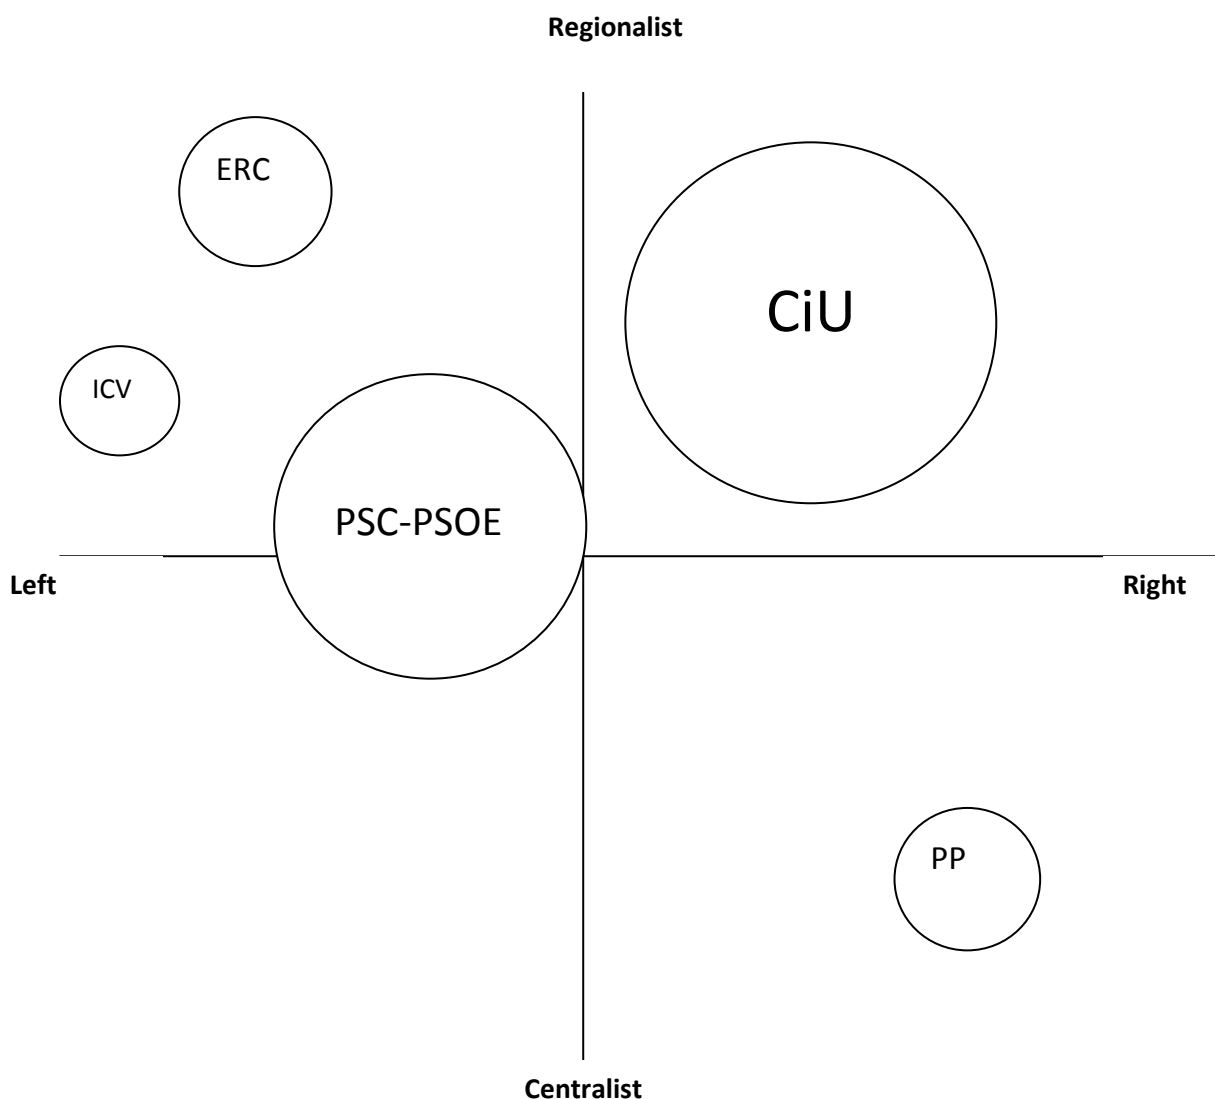 Regionalist
ERC
CiU
ICV
PSC-PSOE
Left
Right
PP
Centralist